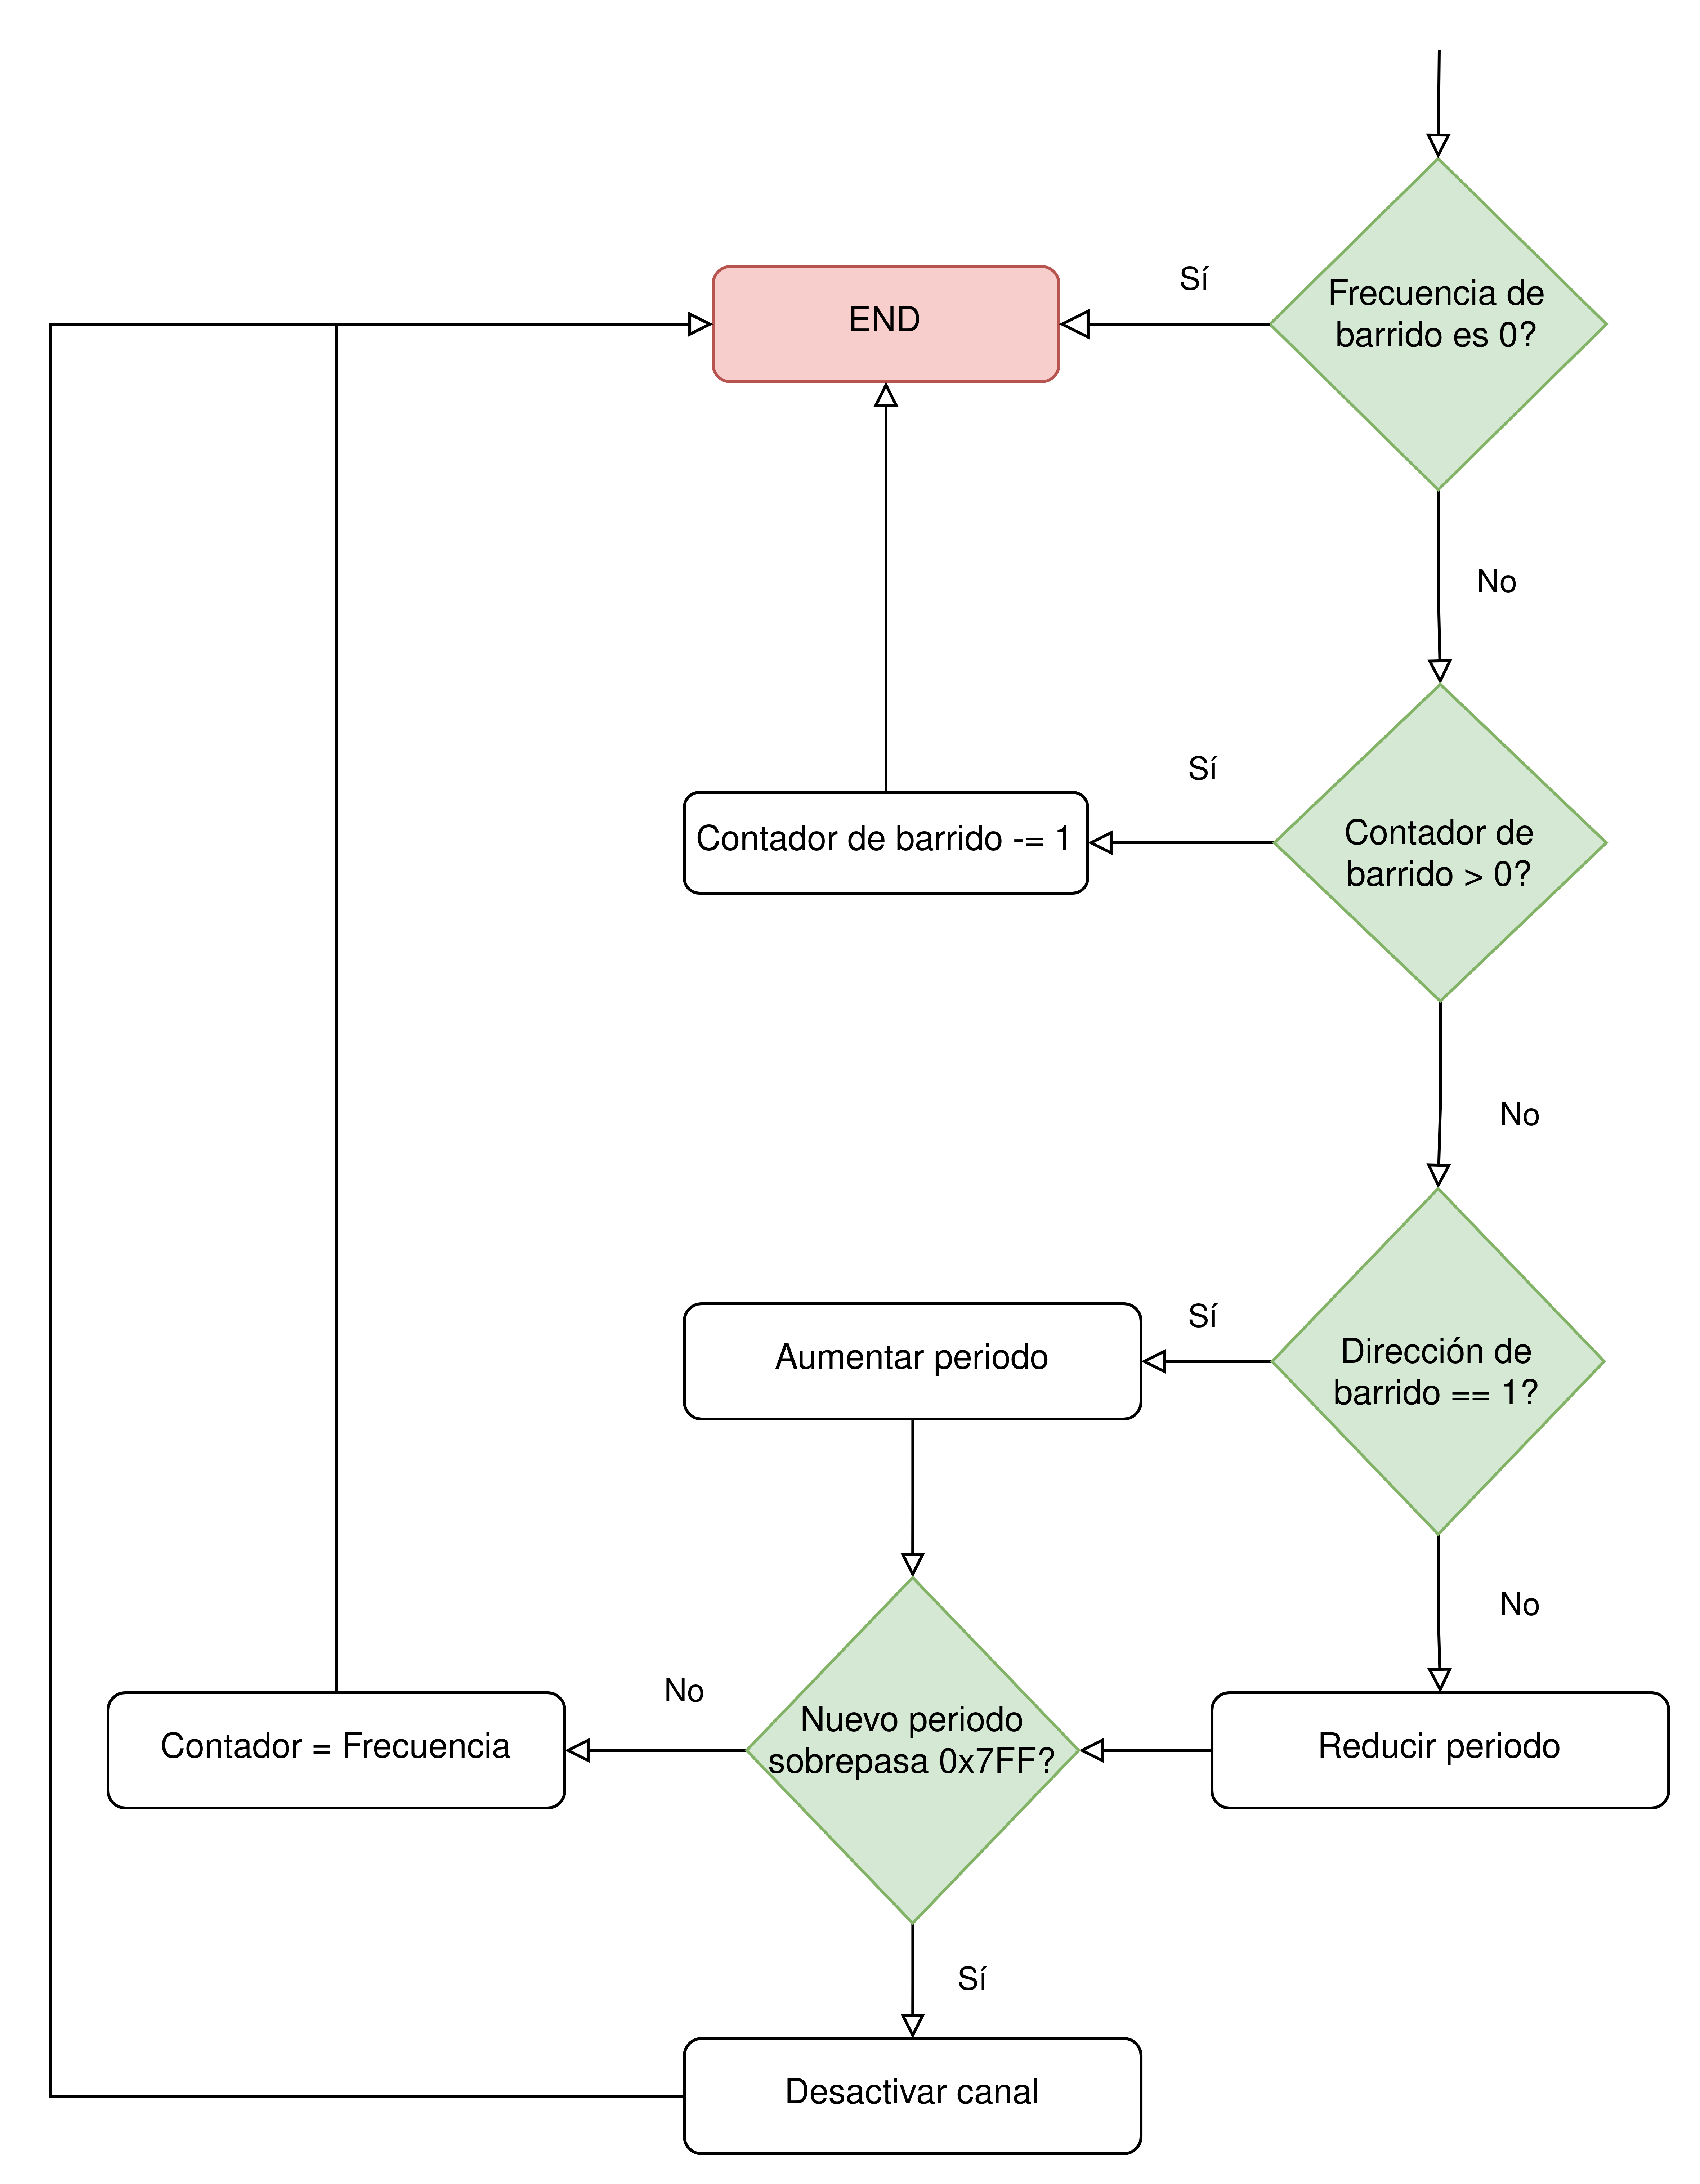 Frecuencia de
barrido es 0?
Sí
END
No
Contador de
barrido > 0?
Sí
Contador de barrido -= 1
No
Dirección de
barrido == 1?
Sí
Aumentar periodo
No
Reducir periodo
Nuevo periodo
sobrepasa 0x7FF?
No
Contador = Frecuencia
Sí
Desactivar canal